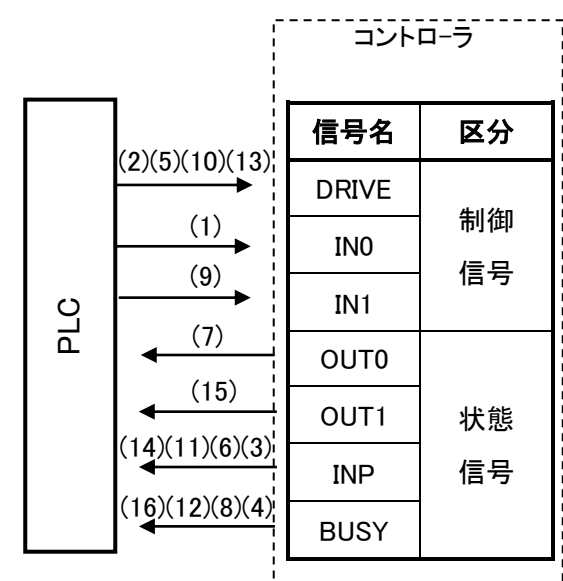 コントローラ
信号名 区分
(2)(5)(10)(13)
DRIVE
制御
信号
(1)
IN0
(9)
IN1
PLC
(7)
OUT0
(15)
OUT1
状態
信号
(14)(11)(6)(3)
INP
(16)(12)(8)(4)
BUSY